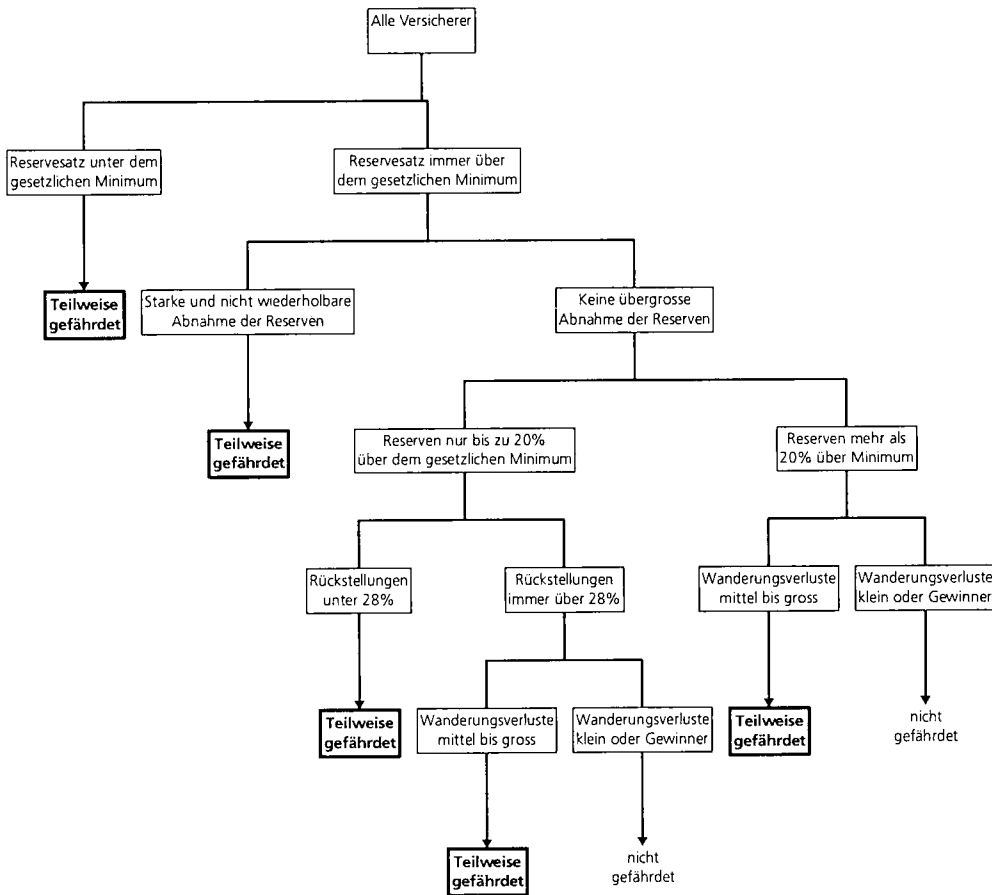 Alle Versicherer
Reservesatz unter dem
gesetzlichen Minimum
Reservesatz immer über
dem gesetzlichen Minimum
Teilweise
gefährdet
Starke und nicht wiederholbare
Abnahme der Reserven
Keine übergrosse
Abnahme der Reserven
Teilweise
gefährdet
Reserven nur bis zu 20%
über dem gesetzlichen Minimum
Reserven mehr als
20% über Minimum
Rückstellungen
unter 28%
Rückstellungen
immer über 28%
Wanderungsverluste
mittel bis gross
Wanderungsverluste
klein oder Gewinner
Teilweise
gefährdet
Wanderungsverluste
mittel bis gross
Wanderungsverluste
klein oder Gewinner
Teilweise
gefährdet
nicht
gefährdet
Teilweise
gefährdet
nicht
gefährdet